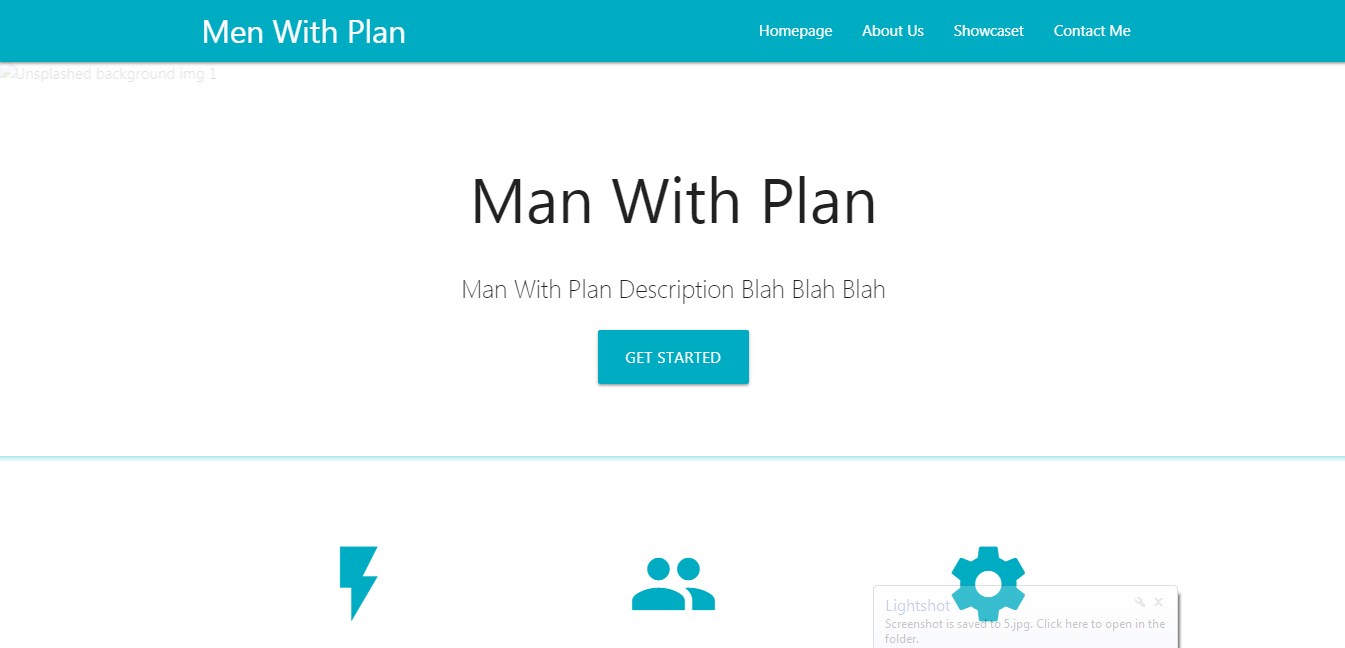 Men With Plan
Homepage About Us Showcaset Contact Me
Unsplashed background img 1
Man With Plan
Man With Plan Description Blah Blah Blah
GET STARTED
Lightshot
Screenshot is saved to 5.jpg. Click here to open in the
folder.